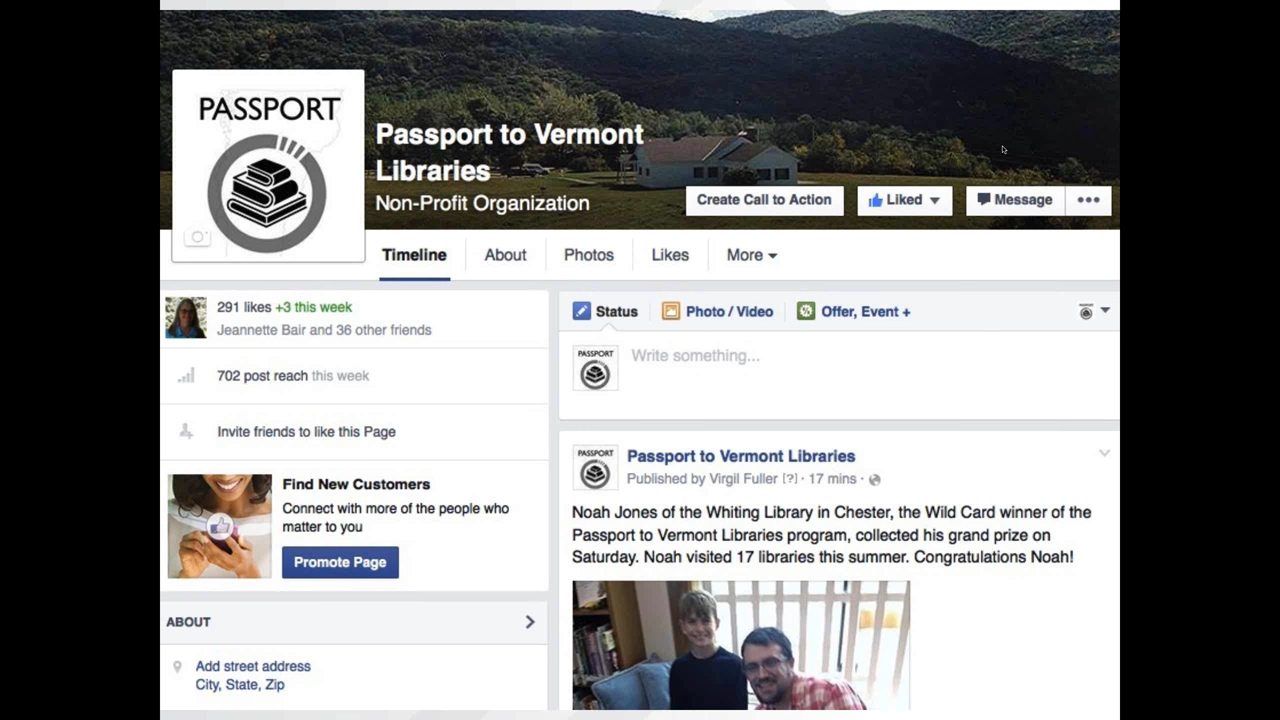 PASSPORT
Passport to Vermont
Libraries
Non-Profit Organization
Create Call to Action
Liked
Message
Timeline
About
Photos
Likes
More
291 likes +3 this week
Jeannette Bair and 36 other friends
702 post reach this week
Invite friends to like this Page
Find New Customers
Connect with more of the people who
matter to you
Promote Page
ABOUT
Add street address
City, State, Zip
Status
Photo / Video
Offer, Event +
PASSPORT
Write something...
PASSPORT
Passport to Vermont Libraries
Published by Virgil Fuller [?] · 17 mins ·
Noah Jones of the Whiting Library in Chester, the Wild Card winner of the
Passport to Vermont Libraries program, collected his grand prize on
Saturday. Noah visited 17 libraries this summer. Congratulations Noah!